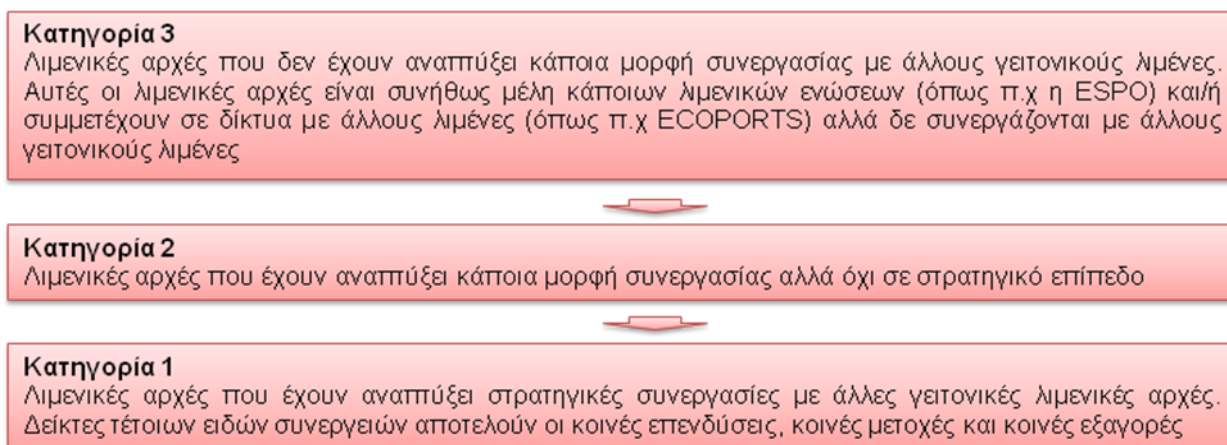 Κατηγορία 3
Λιμενικές αρχές που δεν έχουν αναπτύξει κάποια μορφή συνεργασίας με άλλους γειτονικούς λιμένες.
Αυτές οι λιμενικές αρχές είναι συνήθως μέλη κάποιων λιμενικών ενώσεων (όπως π.χ η ESPO) και/ή
συμμετέχουν σε δίκτυα με άλλους λιμένες (όπως π.χ ECOPORTS) αλλά δε συνεργάζονται με άλλους
γειτονικούς λιμένες
Κατηγορία 2
Λιμενικές αρχές που έχουν αναπτύξει κάποια μορφή συνεργασίας αλλά όχι σε στρατηγικό επίπεδο
Κατηγορία 1
Λιμενικές αρχές που έχουν αναπτύξει στρατηγικές συνεργασίες με άλλες γειτονικές λιμενικές αρχές.
Δείκτες τέτοιων ειδών συνεργειών αποτελούν οι κοινές επενδύσεις, κοινές μετοχές και κοινές εξαγορές